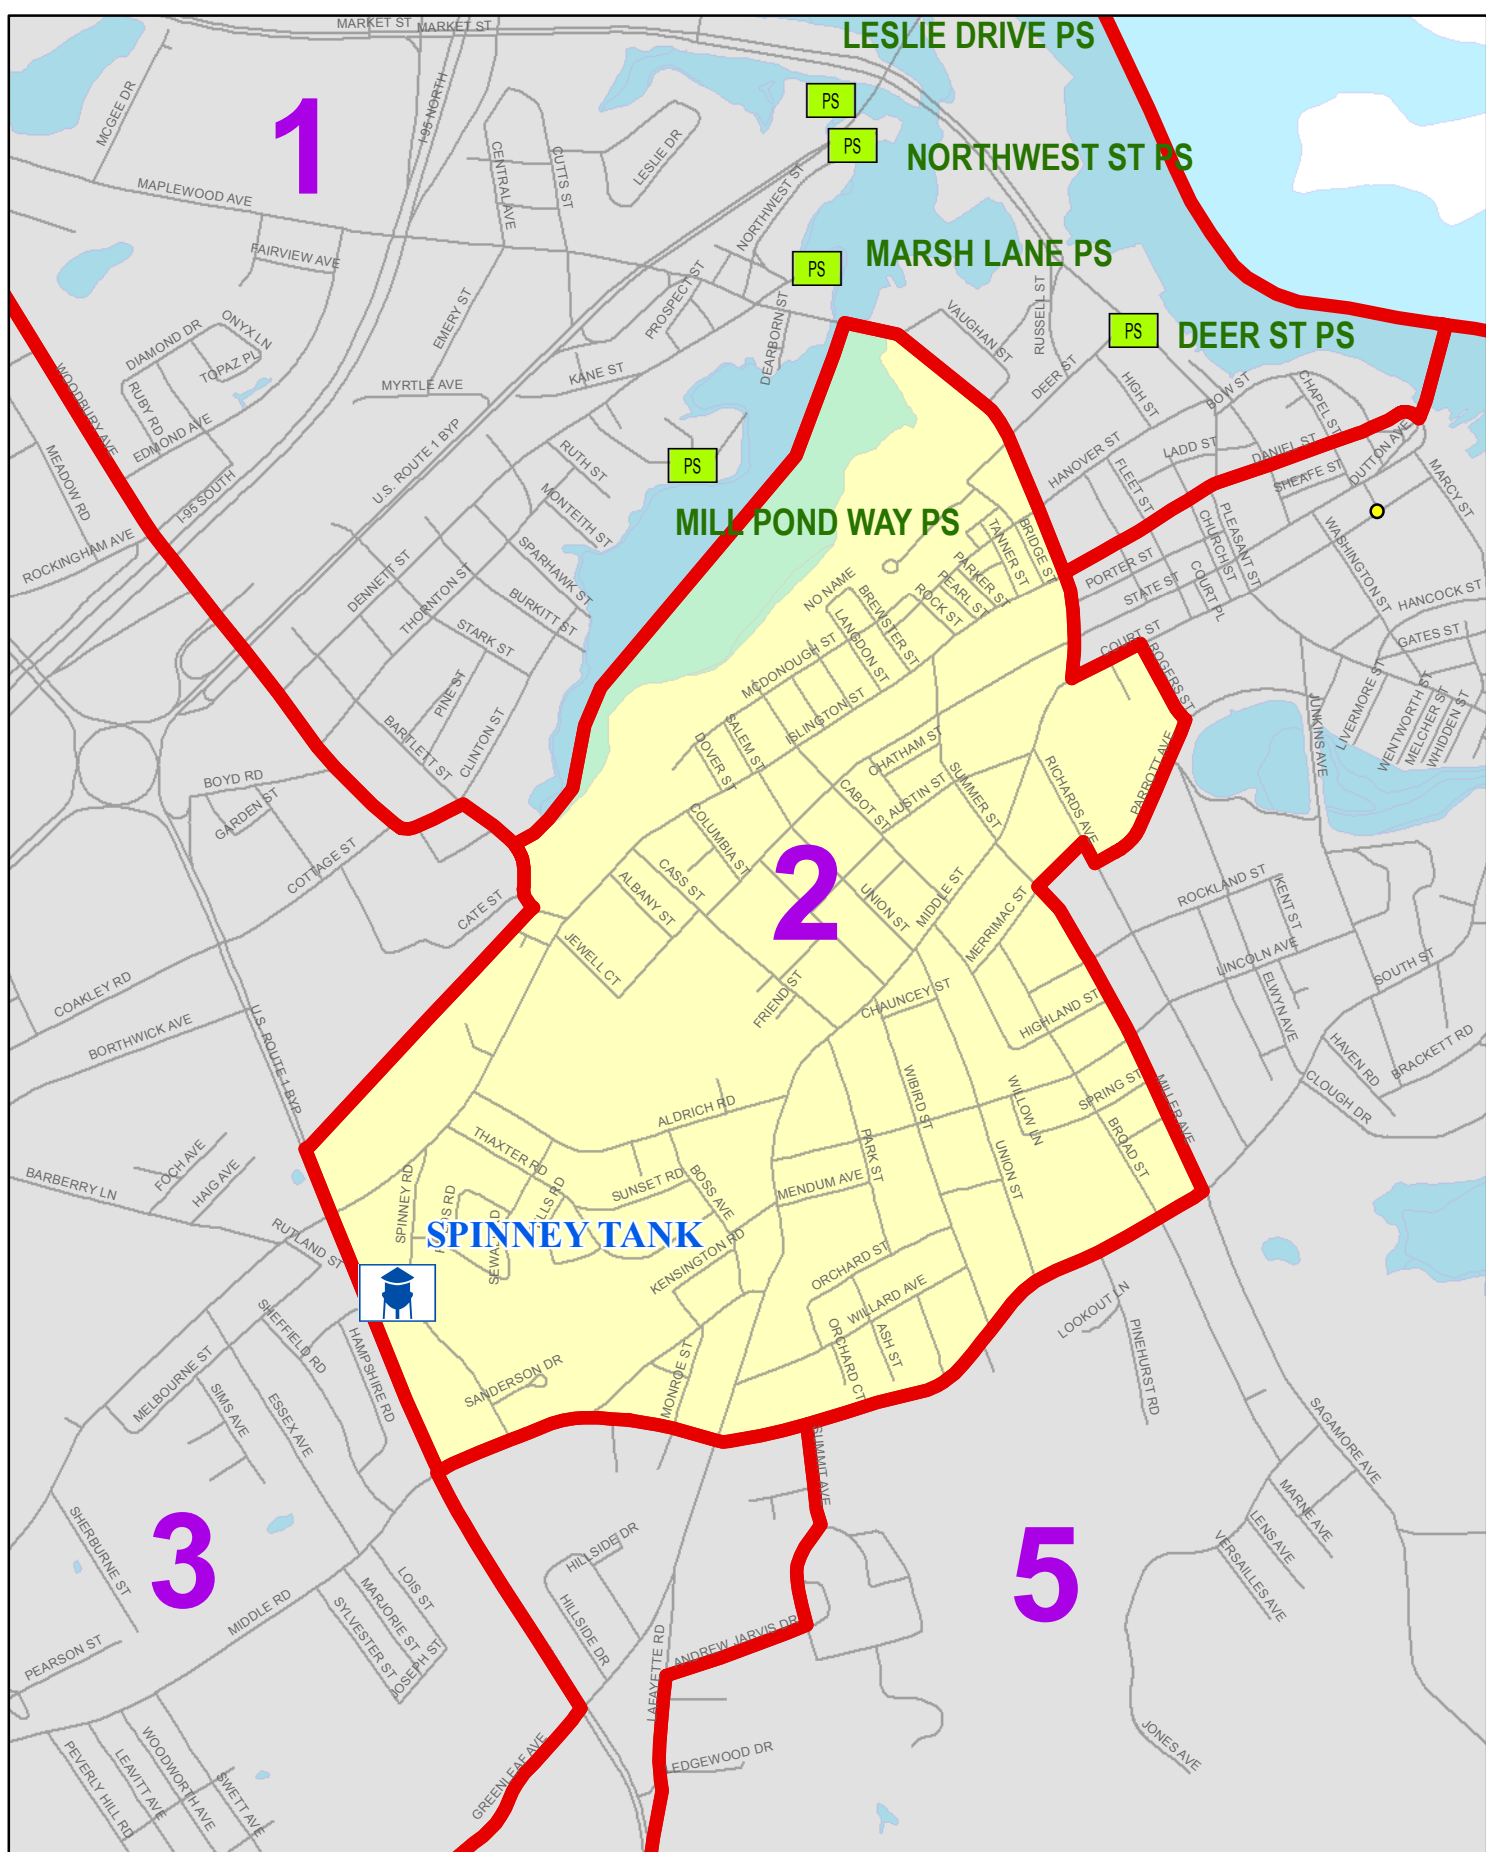 MARKET ST
MARKET ST
LESLIE DRIVE PS
MCGEE DR
I-95 NORTH
1
PS
PS
CENTRAL AVE
CUTTS ST
LESLIE DR
NORTHWEST ST PS
MAPLEWOOD AVE
NORTHWEST ST
FAIRVIEW AVE
MARSH LANE PS
PS
PROSPECT ST
EMERY ST
DEARBORN ST
VAUGHAN ST
RUSSELL ST
PS
DEER ST PS
ONYX LN
DIAMOND DR
TOPAZ PL
RUBY RD
EDMOND AVE
WOODBURY AVE
MYRTLE AVE
KANE ST
DEER ST
HIGH ST
BOW ST
CHAPEL ST
U.S. ROUTE 1 BYP
RUTH ST
PS
HANOVER ST
LADD ST
DANIEL ST
DUTTON AVE
MEADOW RD
I-95 SOUTH
MONTEITH ST
FLEET ST
SHEAFE ST
MARCY ST
MILL POND WAY PS
ROCKINGHAM AVE
SPARHAWK ST
TANNER ST
BRIDGE ST
CHURCH ST
PLEASANT ST
WASHINGTON ST
DENNETT ST
THORNTON ST
BURKITT ST
STARK ST
NO NAME
BREWSTER ST
PARKER ST
PEARL ST
ROCK ST
LANGDON ST
PORTER ST
STATE ST
COURT PL
HANCOCK ST
GATES ST
COURT ST
ROGERS ST
MCDONOUGH ST
ISLINGTON ST
PINE ST
BARTLETT ST
CLINTON ST
SALEM ST
DOVER ST
CHATHAM ST
JUNKINS AVE
LIVERMORE ST
WENTWORTH ST
MELCHER ST
WHIDDEN ST
BOYD RD
GARDEN ST
COTTAGE ST
CATE ST
CABOT ST
AUSTIN ST
SUMMER ST
RICHARDS AVE
PARROTT AVE
COLUMBIA ST
CASS ST
ALBANY ST
2
UNION ST
MIDDLE ST
MERRIMAC ST
ROCKLAND ST
KENT ST
LINCOLN AVE
SOUTH ST
ELWYN AVE
JEWELL CT
FRIEND ST
CHAUNCEY ST
HIGHLAND ST
COAKLEY RD
BORTHWICK AVE
U.S. ROUTE 1 BYP
HAVEN RD
BRACKETT RD
CLOUGH DR
ALDRICH RD
WIBIRD ST
WILLOW LN
SPRING ST
MILLER AVE
BROAD ST
PARK ST
UNION ST
FOCH AVE
HAIG AVE
BARBERRY LN
THAXTER RD
SUNSET RD
BOSS AVE
MENDUM AVE
SPINNEY RD
SPINNEY TANK
RUTLAND ST
KENSINGTON RD
ORCHARD ST
WILLARD AVE
ASH ST
ORCHARD CT
LOOKOUT LN
PINEHURST RD
SHEFFIELD RD
HAMPSHIRE RD
MELBOURNE ST
SIMS AVE
ESSEX AVE
SANDERSON DR
MONROE ST
SUMMIT AVE
SAGAMORE AVE
MARNE AVE
LENS AVE
VERSAILLES AVE
3
SHERBURNE ST
5
MIDDLE RD
LOIS ST
MARJORIE ST
SYLVESTER ST
JOSEPH ST
PEARSON ST
HILLSIDE DR
HILLSIDE DR
LAFAYETTE RD
ANDREW JARVIS DR
EDGEWOOD DR
JONES AVE
GREENLEAF AVE
PEVERLY HILL RD
LEAVITT AVE
WOODWORTH AVE
SWETT AVE